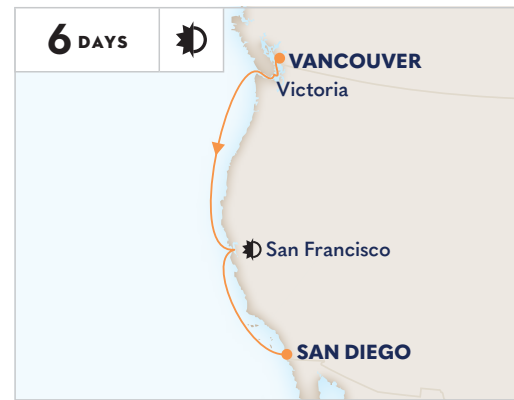 6 DAYS
VANCOUVER
Victoria
San Francisco
SAN DIEGO